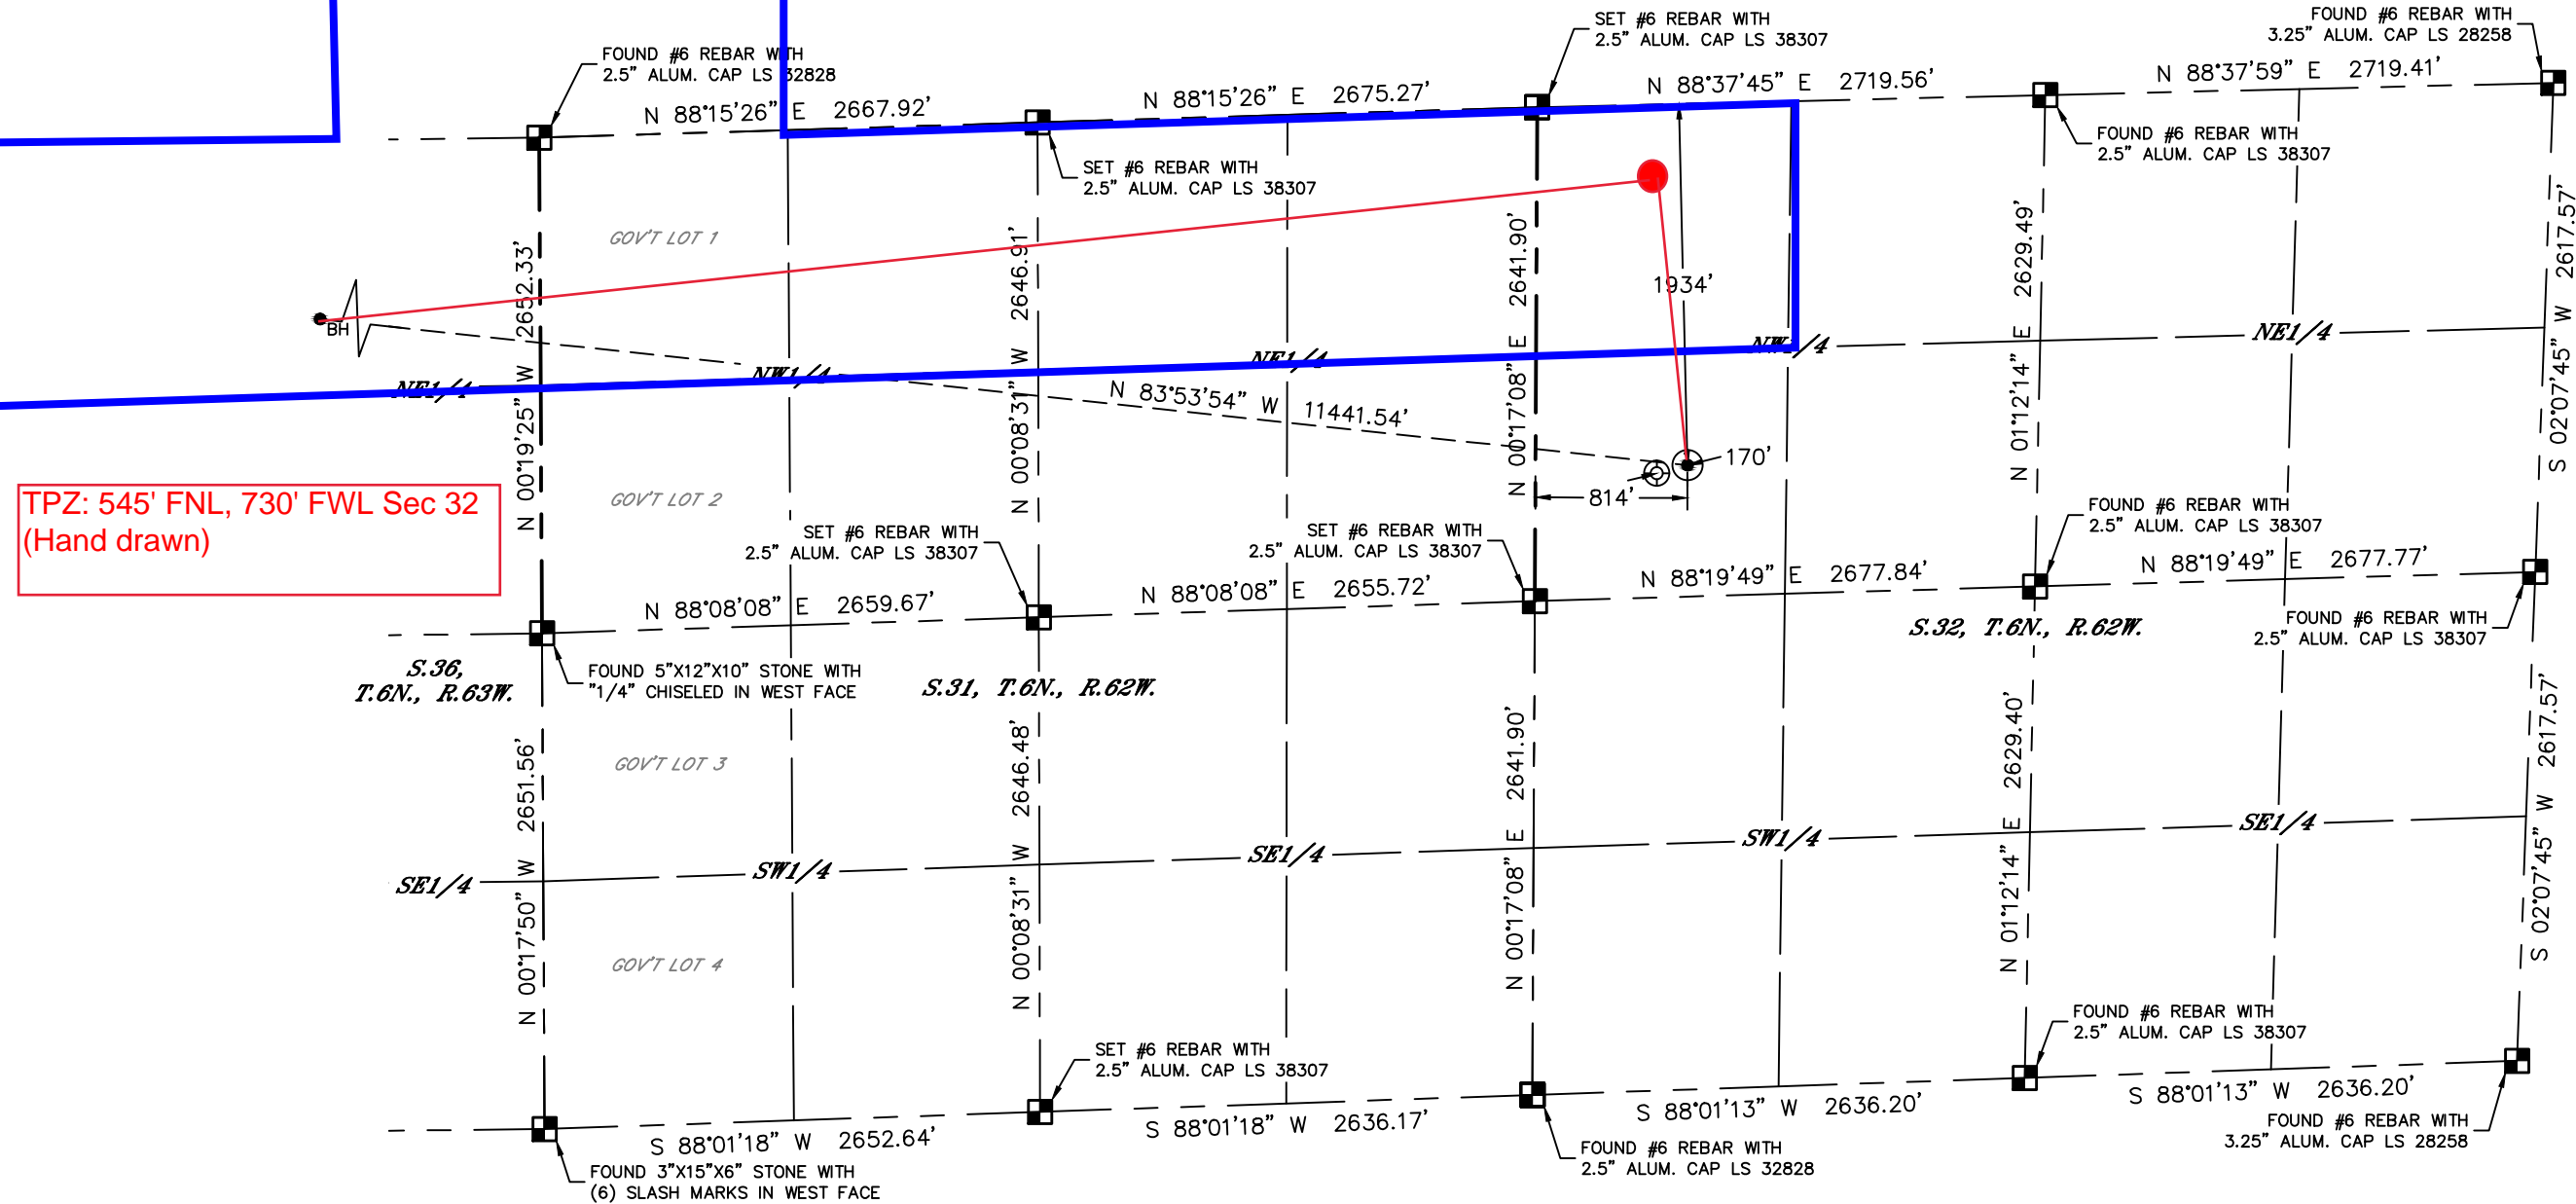 SET #6 REBAR WITH
2.5" ALUM. CAP LS 38307
FOUND #6 REBAR WITH
3.25" ALUM. CAP LS 28258
FOUND #6 REBAR WITH
2.5" ALUM. CAP LS 32828
N 88°15'26" E 2667.92'
N 88°15'26" E 2675.27'
N 88°37'45" E 2719.56'
N 88°37'59" E 2719.41'
SET #6 REBAR WITH
2.5" ALUM. CAP LS 38307
FOUND #6 REBAR WITH
2.5" ALUM. CAP LS 38307
GOV'T LOT 1
N 00°19'25" W 2652.33'
N 00°08'31" W 2646.91'
N 00°17'08" E 2641.90'
N 01°12'14" E 2629.49'
S 02°07'45" W 2617.57'
1934'
BH
NE1/4
NW1/4
NE1/4
NW1/4
NE1/4
N 83°53'54" W 11441.54'
170'
814'
TPZ: 545' FNL, 730' FWL Sec 32
(Hand drawn)
GOV'T LOT 2
SET #6 REBAR WITH
2.5" ALUM. CAP LS 38307
SET #6 REBAR WITH
2.5" ALUM. CAP LS 38307
FOUND #6 REBAR WITH
2.5" ALUM. CAP LS 38307
N 88°08'08" E 2659.67'
N 88°08'08" E 2655.72'
N 88°19'49" E 2677.84'
N 88°19'49" E 2677.77'
S.36,
T.6N., R.63W.
FOUND 5"X12"X10" STONE WITH
"1/4" CHISELED IN WEST FACE
S.31, T.6N., R.62W.
S.32, T.6N., R.62W.
FOUND #6 REBAR WITH
2.5" ALUM. CAP LS 38307
GOV'T LOT 3
N 00°17'50" W 2651.56'
N 00°08'31" W 2646.48'
N 00°17'08" E 2641.90'
N 01°12'14" E 2629.40'
S 02°07'45" W 2617.57'
SE1/4
SW1/4
SE1/4
SW1/4
SE1/4
GOV'T LOT 4
SET #6 REBAR WITH
2.5" ALUM. CAP LS 38307
FOUND #6 REBAR WITH
2.5" ALUM. CAP LS 38307
S 88°01'18" W 2652.64'
S 88°01'18" W 2636.17'
S 88°01'13" W 2636.20'
S 88°01'13" W 2636.20'
FOUND 3"X15"X6" STONE WITH
(6) SLASH MARKS IN WEST FACE
FOUND #6 REBAR WITH
2.5" ALUM. CAP LS 32828
FOUND #6 REBAR WITH
3.25" ALUM. CAP LS 28258